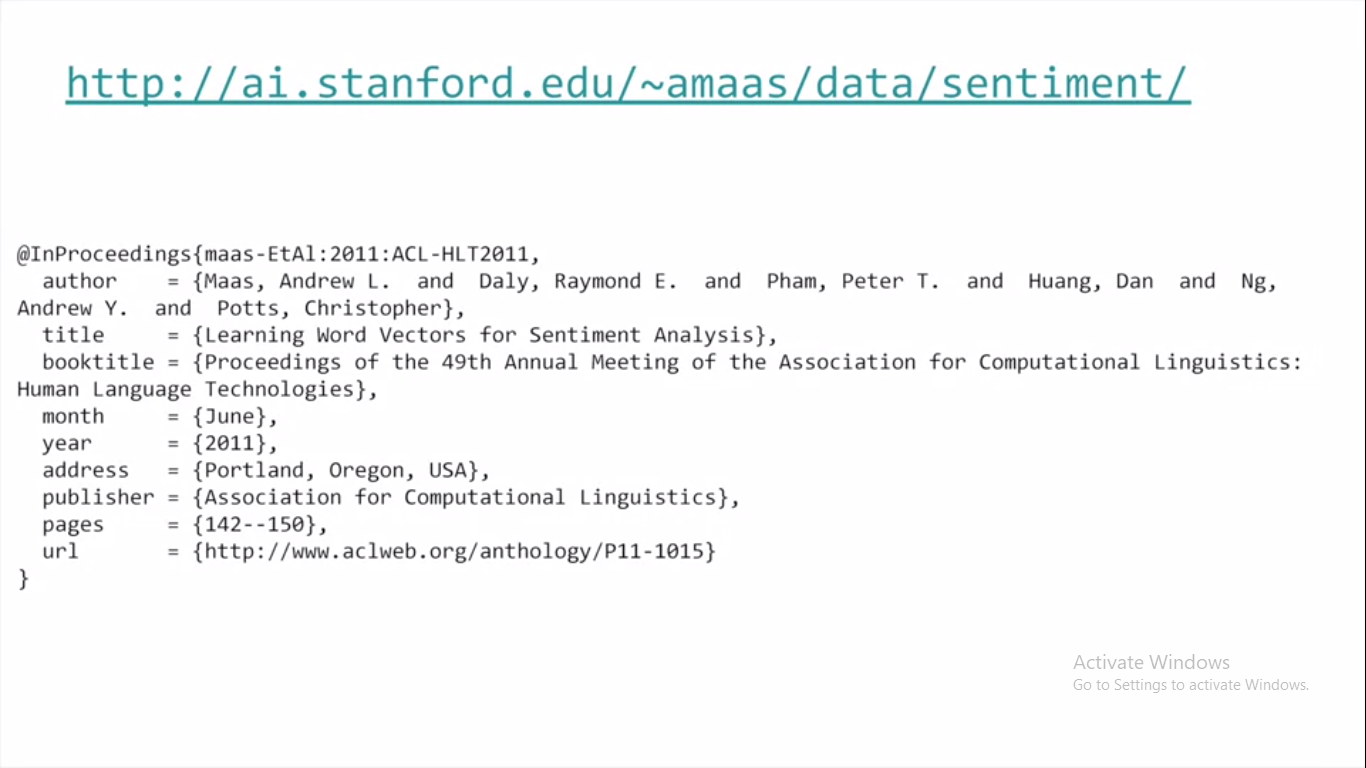 http://ai.stanford.edu/~amaas/data/sentiment/
@InProceedings{maas-EtAl:2011:ACL-HLT2011,
  author    = {Maas, Andrew L.  and  Daly, Raymond E.  and  Pham, Peter T.  and  Huang, Dan  and  Ng,
Andrew Y.  and  Potts, Christopher},
  title     = {Learning Word Vectors for Sentiment Analysis},
  booktitle = {Proceedings of the 49th Annual Meeting of the Association for Computational Linguistics:
Human Language Technologies},
  month     = {June},
  year      = {2011},
  address   = {Portland, Oregon, USA},
  publisher = {Association for Computational Linguistics},
  pages     = {142--150},
  url       = {http://www.aclweb.org/anthology/P11-1015}
}
Activate Windows
Go to Settings to activate Windows.